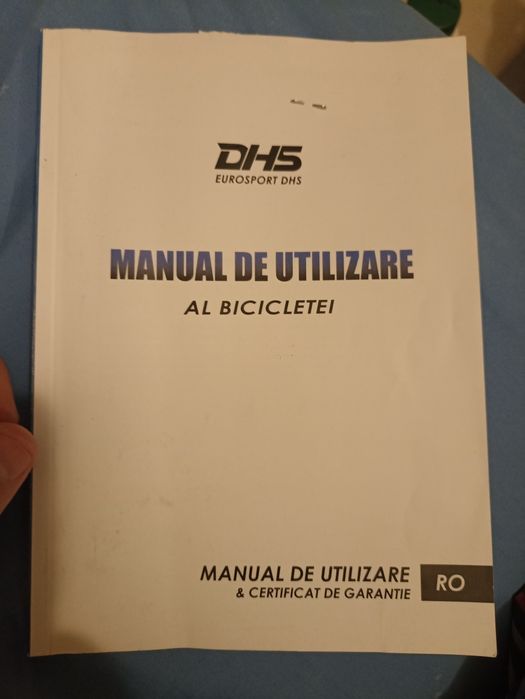 DHS
EUROSPORT DHS
MANUAL DE UTILIZARE
AL BICICLETEI
MANUAL DE UTILIZARE
& CERTIFICAT DE GARANTIE
RO